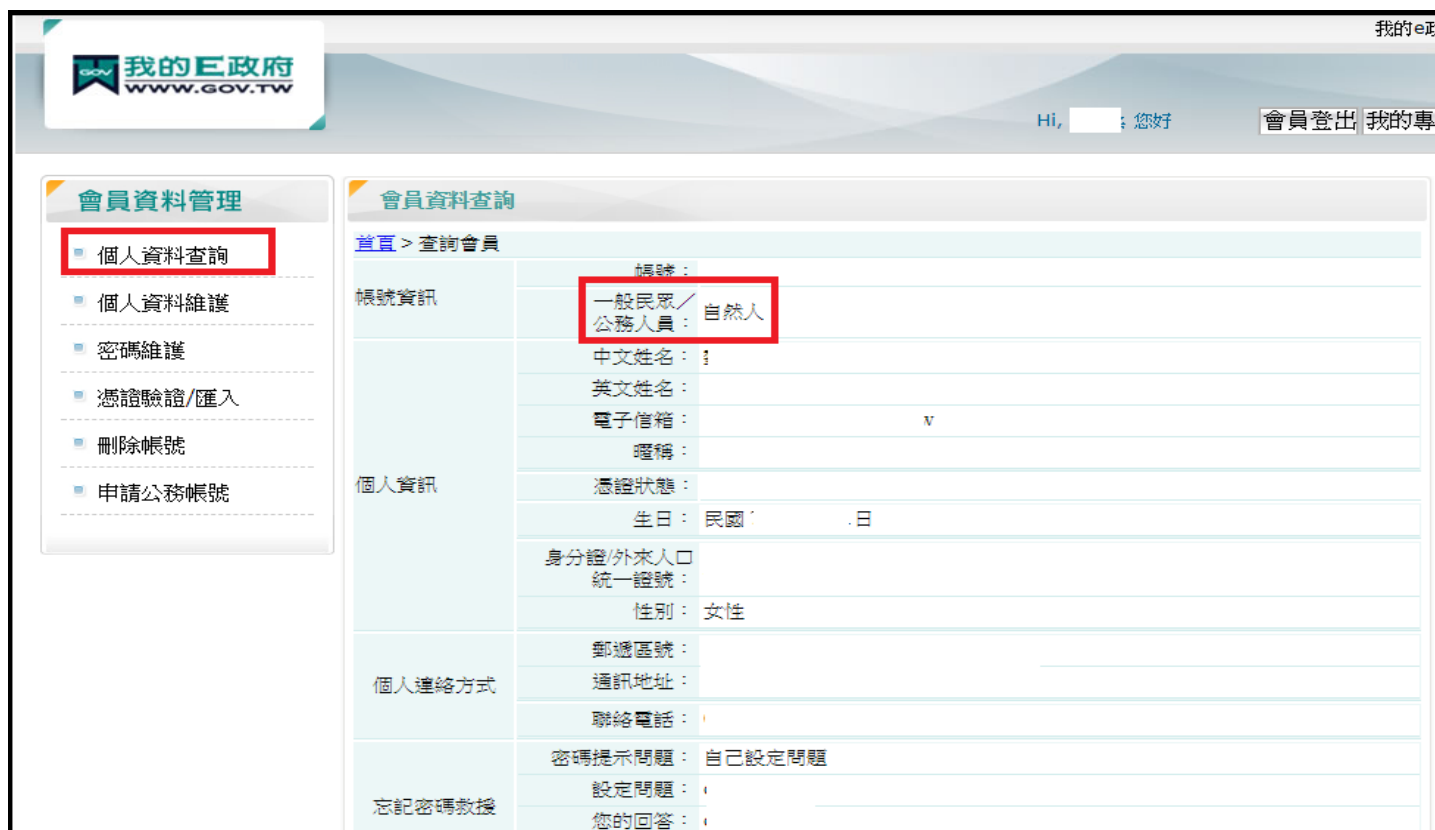 我的e政
GOV 我的E政府
WWW.GOV.TW
Hi, ; 您好
會員登出 我的專
會員資料管理
個人資料查詢
個人資料維護
密碼維護
憑證驗證/匯入
刪除帳號
申請公務帳號
會員資料查詢
首頁 > 查詢會員
帳號資訊
帳號：
一般民眾／
公務人員： 自然人
個人資訊
中文姓名：
英文姓名：
電子信箱： v
暱稱：
憑證狀態：
生日： 民國 日
身分證/外來人口
統一證號：
性別： 女性
個人連絡方式
郵遞區號：
通訊地址：
聯絡電話：
忘記密碼救援
密碼提示問題： 自己設定問題
設定問題：
您的回答：